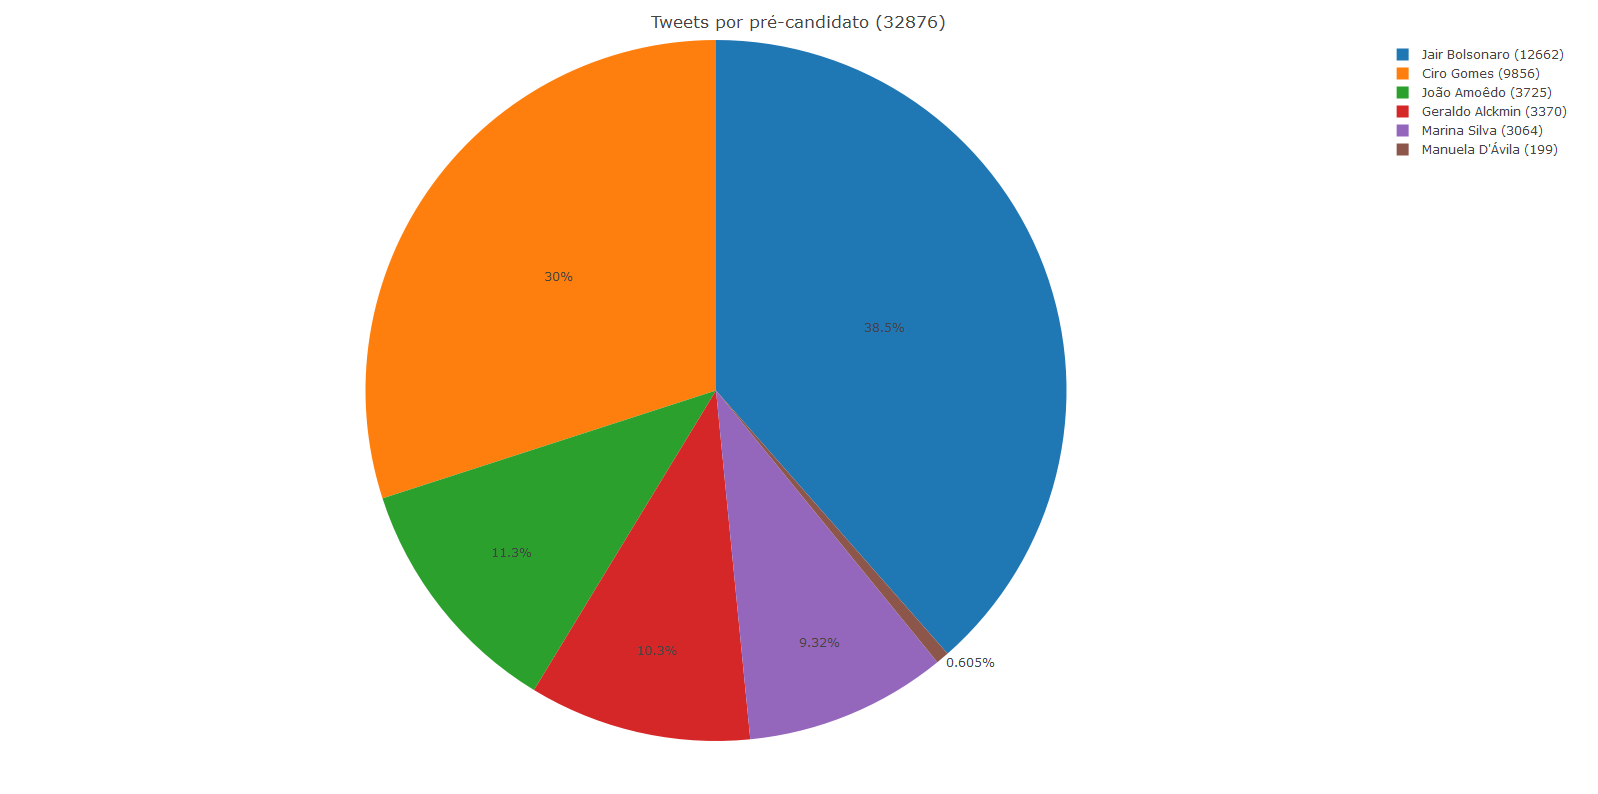 Tweets por pré-candidato (32876)
Jair Bolsonaro (12662)
Ciro Gomes (9856)
João Amoêdo (3725)
Geraldo Alckmin (3370)
Marina Silva (3064)
Manuela D'Ávila (199)
30%
38.5%
11.3%
10.3%
9.32%
0.605%